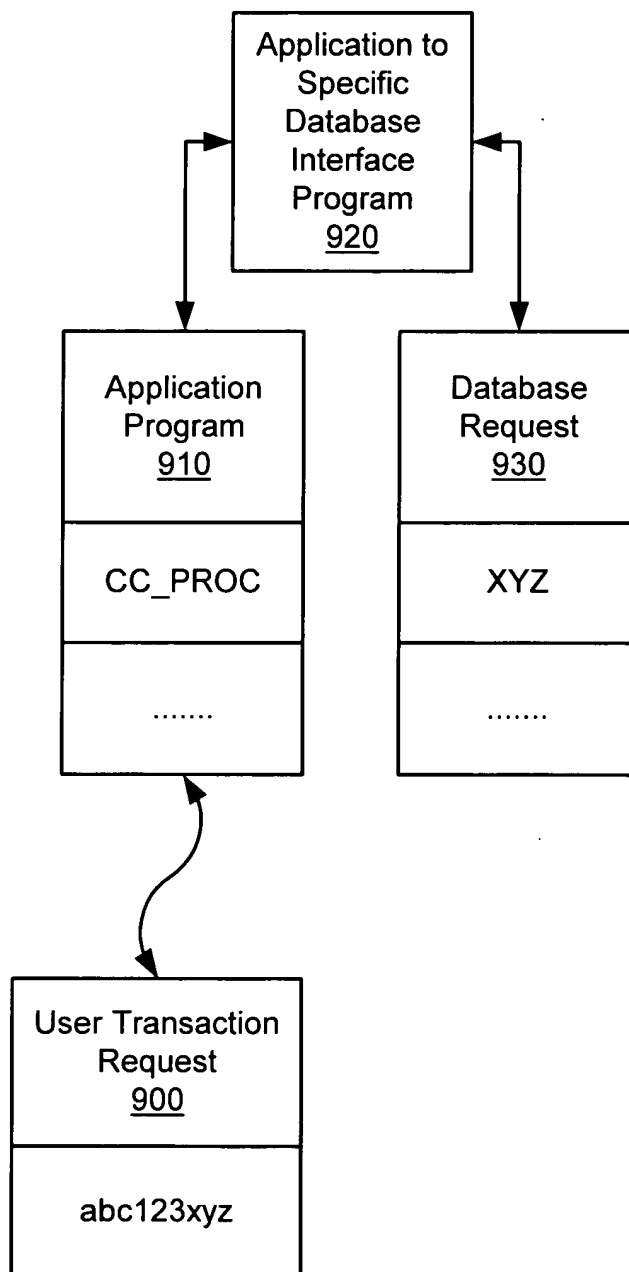 Application to
Specific
Database
Interface
Program
920
Application
Program
910
CC_PROC
.......
Database
Request
930
XYZ
.......
User Transaction
Request
900
abc123xyz